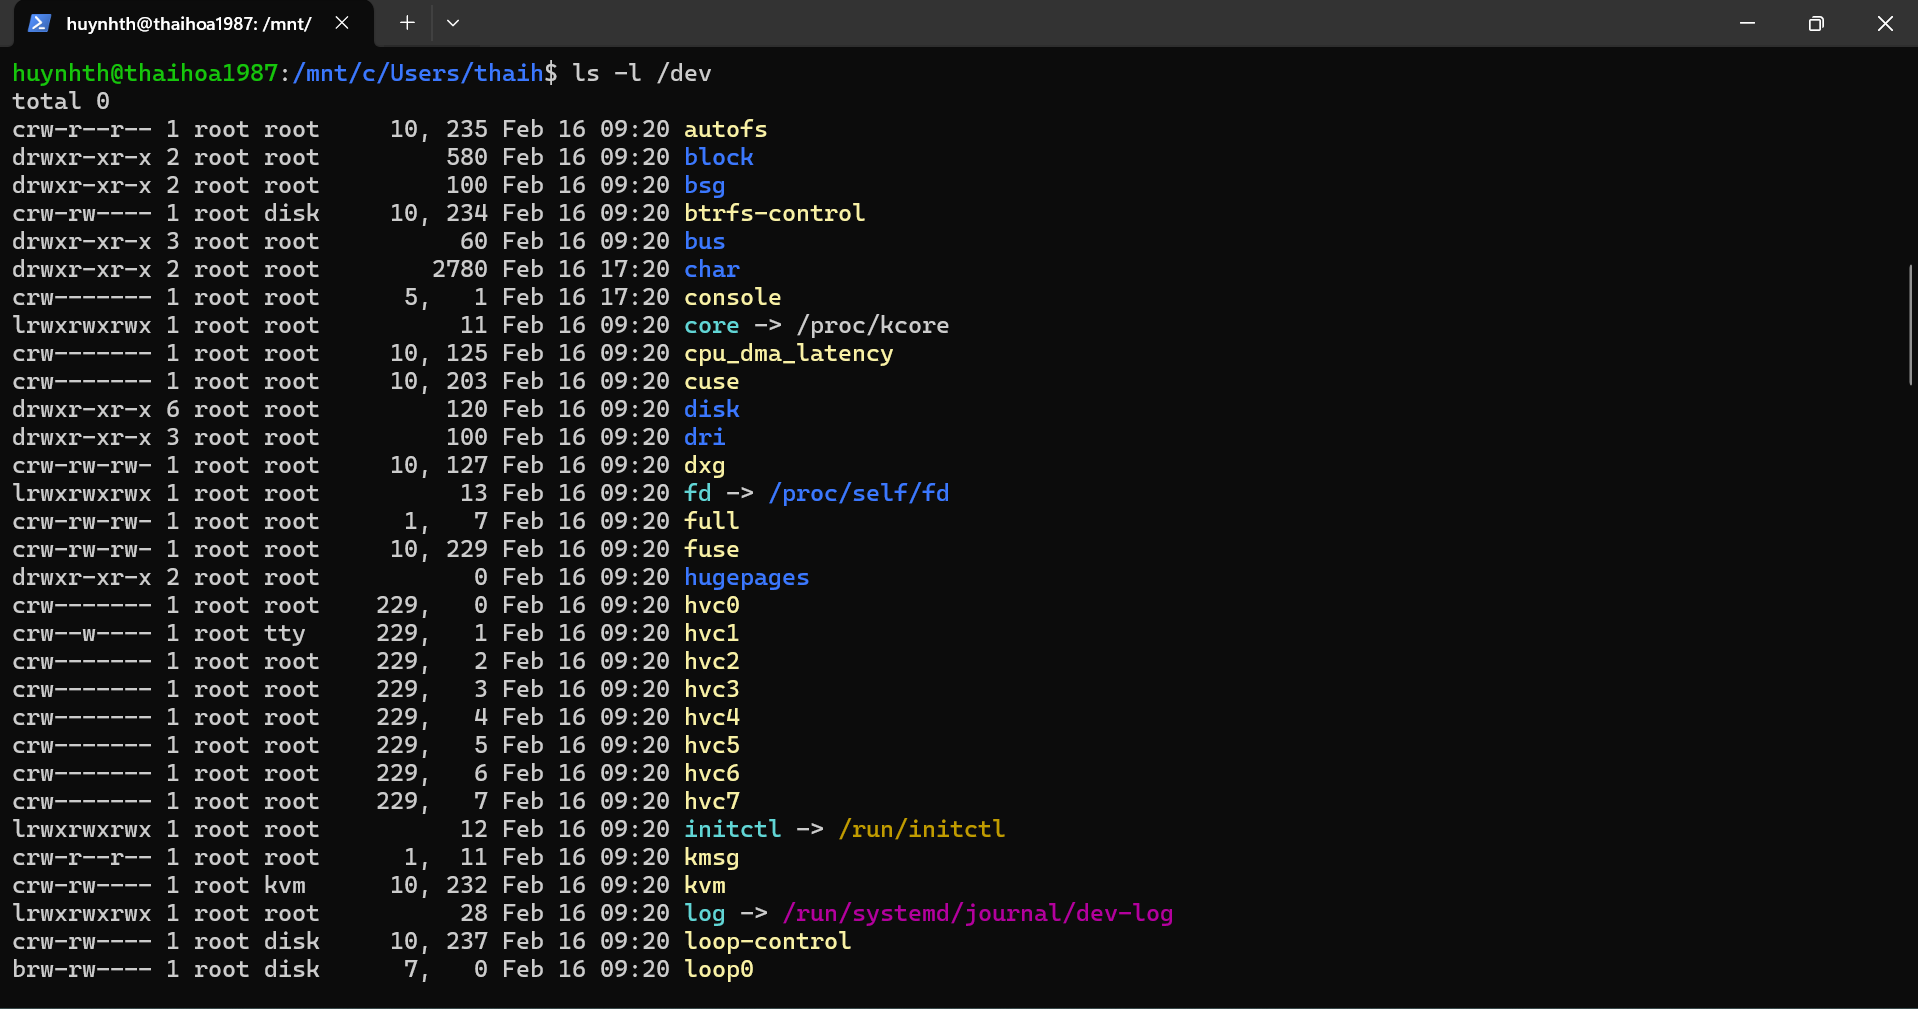 huynhth@thaihoa1987: /mnt/
huynhth@thaihoa1987:/mnt/c/Users/thaih$ ls -l /dev
total 0
crw-r--r-- 1 root root     10, 235 Feb 16 09:20 autofs
drwxr-xr-x 2 root root         580 Feb 16 09:20 block
drwxr-xr-x 2 root root         100 Feb 16 09:20 bsg
crw-rw---- 1 root disk     10, 234 Feb 16 09:20 btrfs-control
drwxr-xr-x 3 root root          60 Feb 16 09:20 bus
drwxr-xr-x 2 root root        2780 Feb 16 17:20 char
crw------- 1 root root      5,   1 Feb 16 17:20 console
lrwxrwxrwx 1 root root          11 Feb 16 09:20 core -> /proc/kcore
crw------- 1 root root     10, 125 Feb 16 09:20 cpu_dma_latency
crw------- 1 root root     10, 203 Feb 16 09:20 cuse
drwxr-xr-x 6 root root         120 Feb 16 09:20 disk
drwxr-xr-x 3 root root         100 Feb 16 09:20 dri
crw-rw-rw- 1 root root     10, 127 Feb 16 09:20 dxg
lrwxrwxrwx 1 root root          13 Feb 16 09:20 fd -> /proc/self/fd
crw-rw-rw- 1 root root      1,   7 Feb 16 09:20 full
crw-rw-rw- 1 root root     10, 229 Feb 16 09:20 fuse
drwxr-xr-x 2 root root           0 Feb 16 09:20 hugepages
crw------- 1 root root    229,   0 Feb 16 09:20 hvc0
crw--w---- 1 root tty     229,   1 Feb 16 09:20 hvc1
crw------- 1 root root    229,   2 Feb 16 09:20 hvc2
crw------- 1 root root    229,   3 Feb 16 09:20 hvc3
crw------- 1 root root    229,   4 Feb 16 09:20 hvc4
crw------- 1 root root    229,   5 Feb 16 09:20 hvc5
crw------- 1 root root    229,   6 Feb 16 09:20 hvc6
crw------- 1 root root    229,   7 Feb 16 09:20 hvc7
lrwxrwxrwx 1 root root          12 Feb 16 09:20 initctl -> /run/initctl
crw-r--r-- 1 root root      1,  11 Feb 16 09:20 kmsg
crw-rw---- 1 root kvm      10, 232 Feb 16 09:20 kvm
lrwxrwxrwx 1 root root          28 Feb 16 09:20 log -> /run/systemd/journal/dev-log
crw-rw---- 1 root disk     10, 237 Feb 16 09:20 loop-control
brw-rw---- 1 root disk      7,   0 Feb 16 09:20 loop0